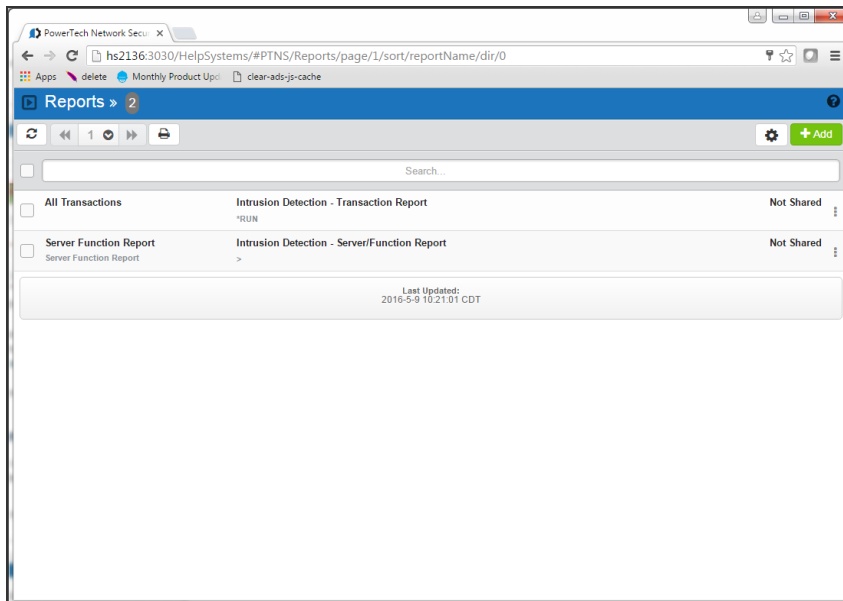 PowerTech Network Secu
hs2136:3030/HelpSystems/#PTNS/Reports/page/1/sort/reportName/dir/0
Apps delete Monthly Product Upd clear-ads-js-cache
Reports » 2
1 Add
Search...
All Transactions Intrusion Detection - Transaction Report Not Shared
*RUN
Server Function Report Intrusion Detection - Server/Function Report Not Shared
Server Function Report >
Last Updated:
2016-5-9 10:21:01 CDT